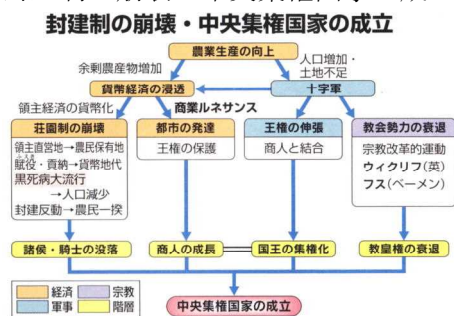 封建制の崩壊・中央集権国家の成立
農業生産の向上
余剰農産物増加
人口増加・
土地不足
貨幣経済の浸透
十字軍
領主経済の貨幣化
商業ルネサンス
荘園制の崩壊
領主直営地→農民保有地
ふえき
賦役・貢納→貨幣地代
黒死病大流行
→人口減少
封建反動→農民一揆
都市の発達
王権の保護
王権の伸張
商人と結合
教会勢力の衰退
宗教改革的運動
ウィクリフ(英)
フス(ベーメン)
諸侯・騎士の没落
商人の成長
国王の集権化
教皇権の衰退
経済
宗教
軍事
階層
中央集権国家の成立